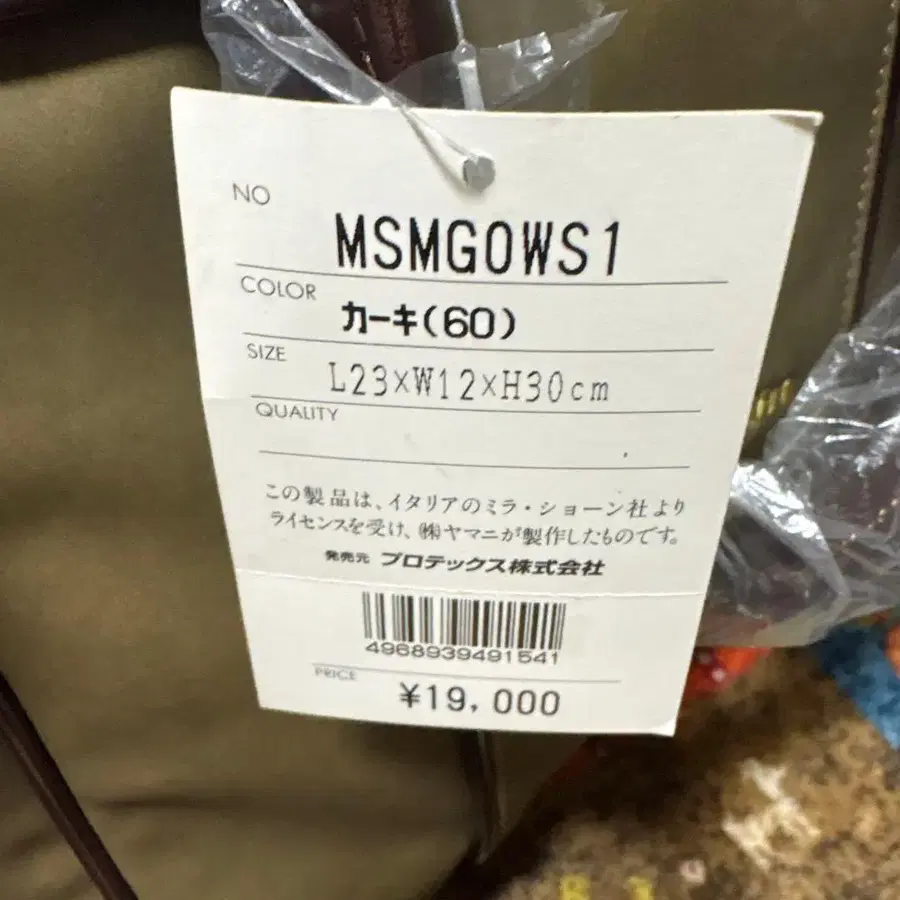 NO
MSMGOWS1
COLOR
カーキ(60)
SIZE
L23×W12×H30cm
QUALITY
この製品は、イタリアのミラ・ショーン社より
ライセンスを受け、㈱ヤマニが製作したものです。
発売元 プロテックス株式会社
4968939491541
PRICE
¥19,000